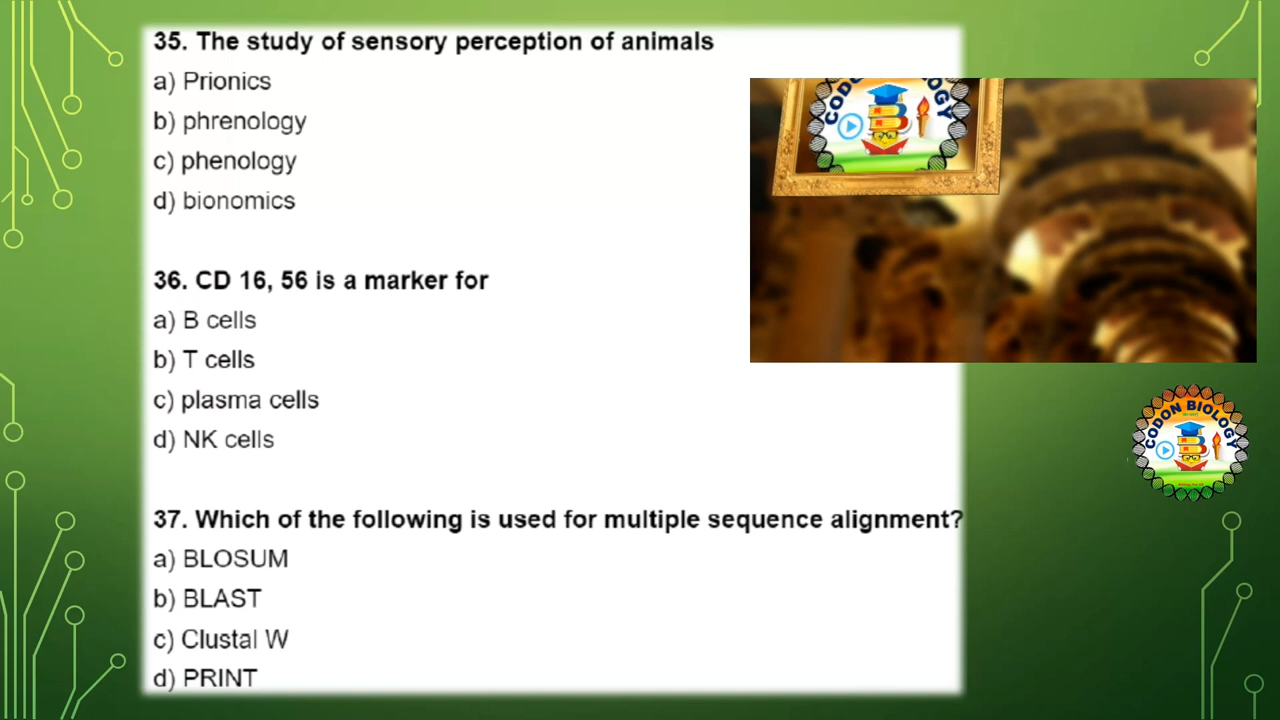 35. The study of sensory perception of animals
a) Prionics
b) phrenology
c) phenology
d) bionomics
36. CD 16, 56 is a marker for
a) B cells
b) T cells
c) plasma cells
d) NK cells
37. Which of the following is used for multiple sequence alignment?
a) BLOSUM
b) BLAST
c) Clustal W
d) PRINT
CODON BIOLOGY